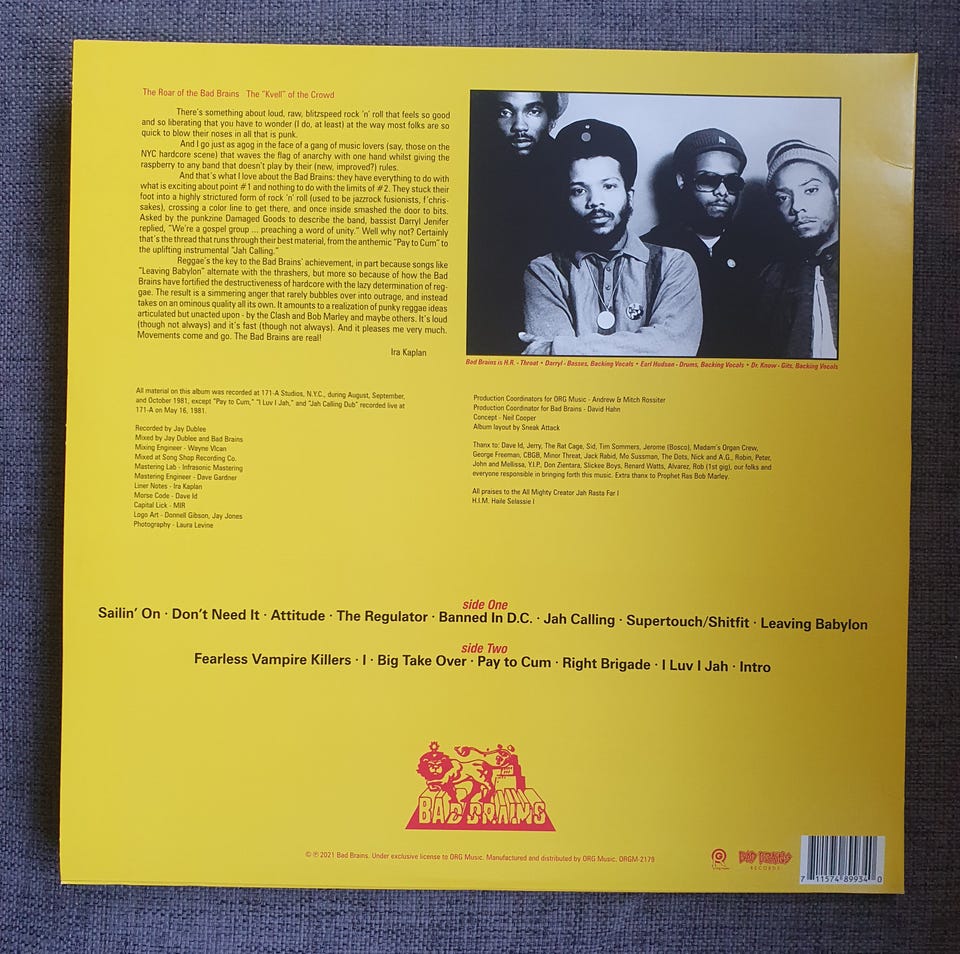 The Roar of the Bad Brains The "Kvell" of the Crowd
There's something about loud, raw, blitzspeed rock 'n' roll that feels so good
and so liberating that you have to wonder (I do, at least) at the way most folks are so
quick to blow their noses in all that is punk.
And I go just as agog in the face of a gang of music lovers (say, those on the
NYC hardcore scene) that waves the flag of anarchy with one hand whilst giving the
raspberry to any band that doesn't play by their (new, improved?) rules.
And that's what I love about the Bad Brains: they have everything to do with
what is exciting about point #1 and nothing to do with the limits of #2. They stuck their
foot into a highly structured form of rock 'n' roll (used to be jazzrock fusionists, f'chris-
sakes), crossing a color line to get there, and once inside smashed the door to bits.
Asked by the punkzine Damaged Goods to describe the band, bassist Darryl Jenifer
replied, "We're a gospel group ... preaching a word of unity." Well why not? Certainly
that's the thread that runs through their best material, from the anthemic "Pay to Cum" to
the uplifting instrumental "Jah Calling."
Reggae's the key to the Bad Brains' achievement, in part because songs like
"Leaving Babylon" alternate with the thrashers, but more so because of how the Bad
Brains have fortified the destructiveness of hardcore with the lazy determination of reg-
gae. The result is a simmering anger that rarely bubbles over into outrage, and instead
takes on an ominous quality all its own. It amounts to a realization of punky reggae ideas
articulated but unacted upon - by the Clash and Bob Marley and maybe others. It's loud
(though not always) and it's fast (though not always). And it pleases me very much.
Movements come and go. The Bad Brains are real!
Ira Kaplan
Bad Brains is H.R. - Throat • Darryl - Basses, Backing Vocals • Earl Hudson - Drums, Backing Vocals • Dr. Know - Gits, Backing Vocals
All material on this album was recorded at 171-A Studios, N.Y.C., during August, September,
and October 1981, except "Pay to Cum," "I Luv I Jah," and "Jah Calling Dub" recorded live at
171-A on May 16, 1981.
Recorded by Jay Dublee
Mixed by Jay Dublee and Bad Brains
Mixing Engineer - Wayne Vlcan
Mixed at Song Shop Recording Co.
Mastering Lab - Infrasonic Mastering
Mastering Engineer - Dave Gardner
Liner Notes - Ira Kaplan
Morse Code - Dave Id
Capital Lick - MIR
Logo Art - Donnell Gibson, Jay Jones
Photography - Laura Levine
Production Coordinators for ORG Music - Andrew & Mitch Rossiter
Production Coordinator for Bad Brains - David Hahn
Concept - Neil Cooper
Album layout by Sneak Attack
Thanx to: Dave Id, Jerry, The Rat Cage, Sid, Tim Sommers, Jerome (Bosco), Madam's Organ Crew,
George Freeman, CBGB, Minor Threat, Jack Rabid, Mo Sussman, The Dots, Nick and A.G., Robin, Peter,
John and Mellissa, Y.I.P., Don Zientara, Slickee Boys, Renard Watts, Alvarez, Rob (1st gig), our folks and
everyone responsible in bringing forth this music. Extra thanx to Prophet Ras Bob Marley.
All praises to the All Mighty Creator Jah Rasta Far I
H.I.M. Haile Selassie I
side One
Sailin' On · Don't Need It · Attitude · The Regulator · Banned In D.C. · Jah Calling · Supertouch/Shitfit · Leaving Babylon
side Two
Fearless Vampire Killers · I · Big Take Over · Pay to Cum · Right Brigade · I Luv I Jah · Intro
BAD BRAINS
© ℗ 2021 Bad Brains. Under exclusive license to ORG Music. Manufactured and distributed by ORG Music. ORGM-2179
BAD BRAINS
RECORDS
7 11574 89934 0